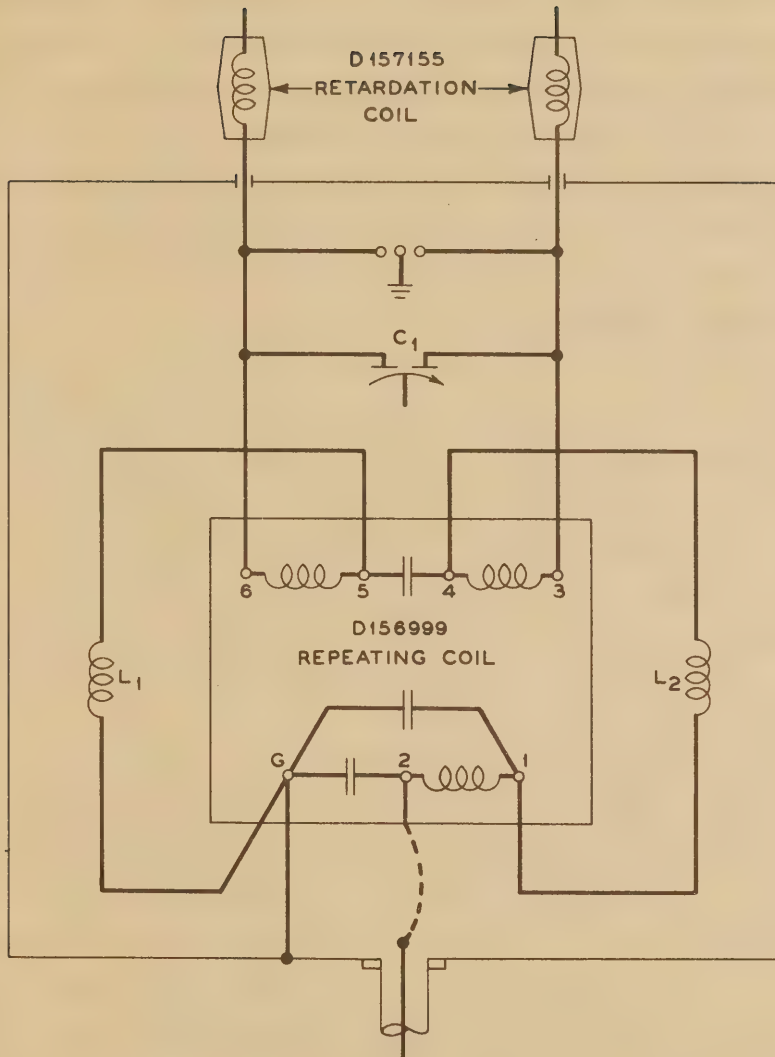 D157155
RETARDATION
COIL
C1
6
5
4
3
D156999
REPEATING COIL
L1
L2
G
2
1